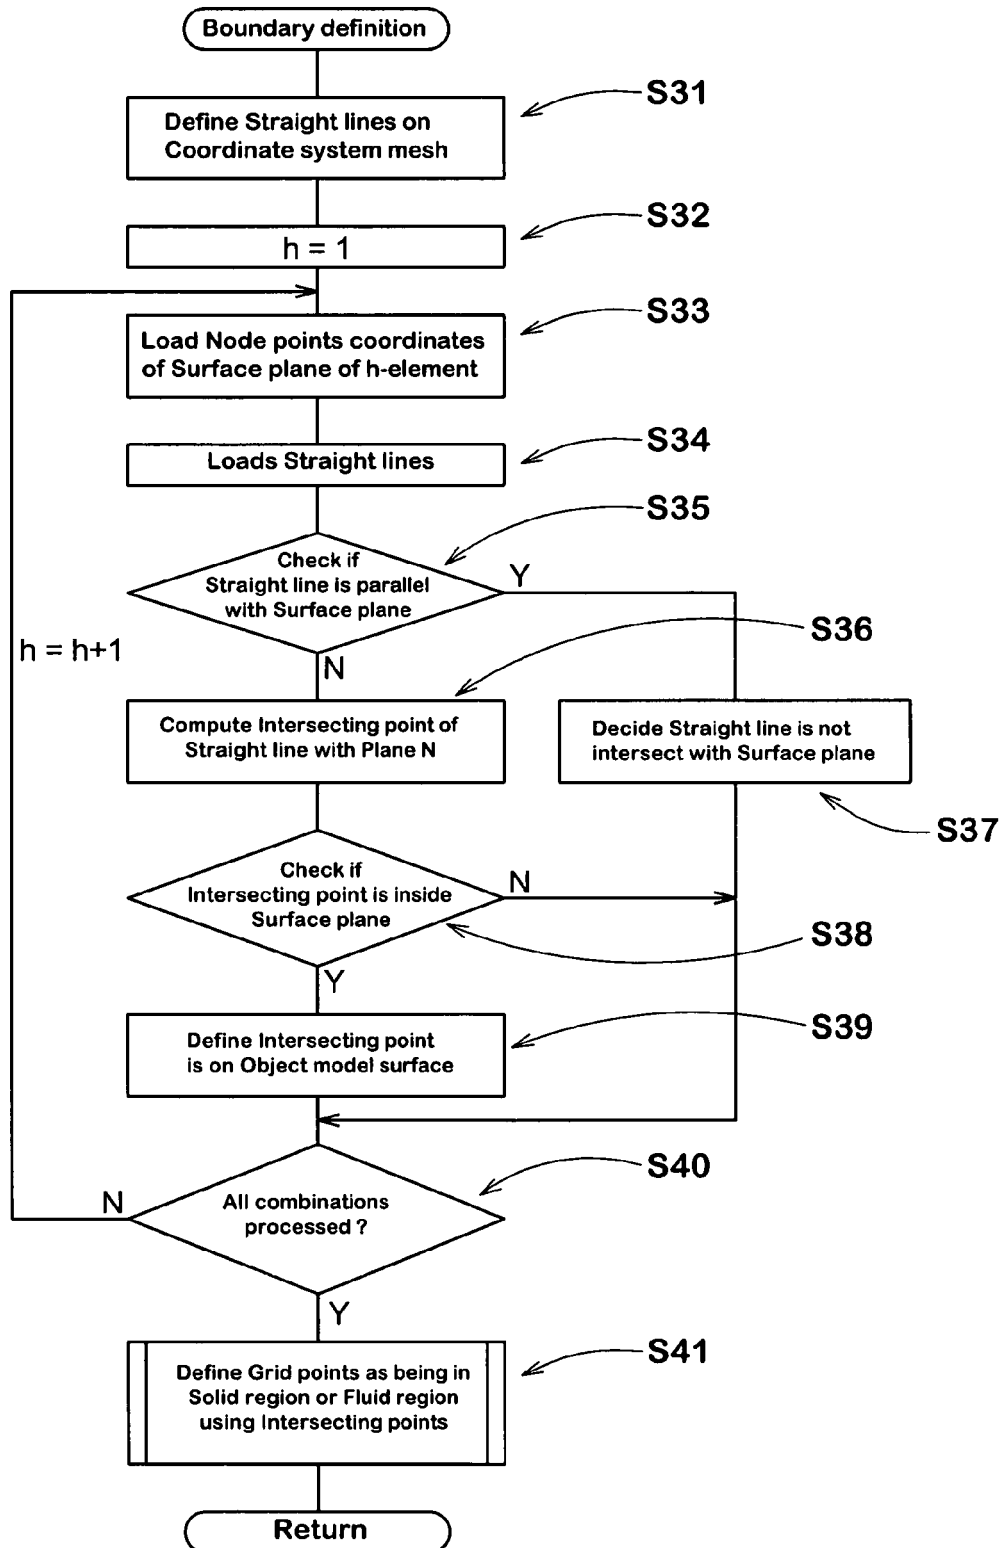 Boundary definition
S31
Define Straight lines on
Coordinate system mesh
S32
h = 1
S33
Load Node points coordinates
of Surface plane of h-element
S34
Loads Straight lines
S35
Check if
Straight line is parallel
with Surface plane
Y
N
h = h+1
S36
Compute Intersecting point of
Straight line with Plane N
Decide Straight line is not
intersect with Surface plane
S37
Check if
Intersecting point is inside
Surface plane
N
Y
S38
Define Intersecting point
is on Object model surface
S39
S40
All combinations
processed ?
N
Y
S41
Define Grid points as being in
Solid region or Fluid region
using Intersecting points
Return